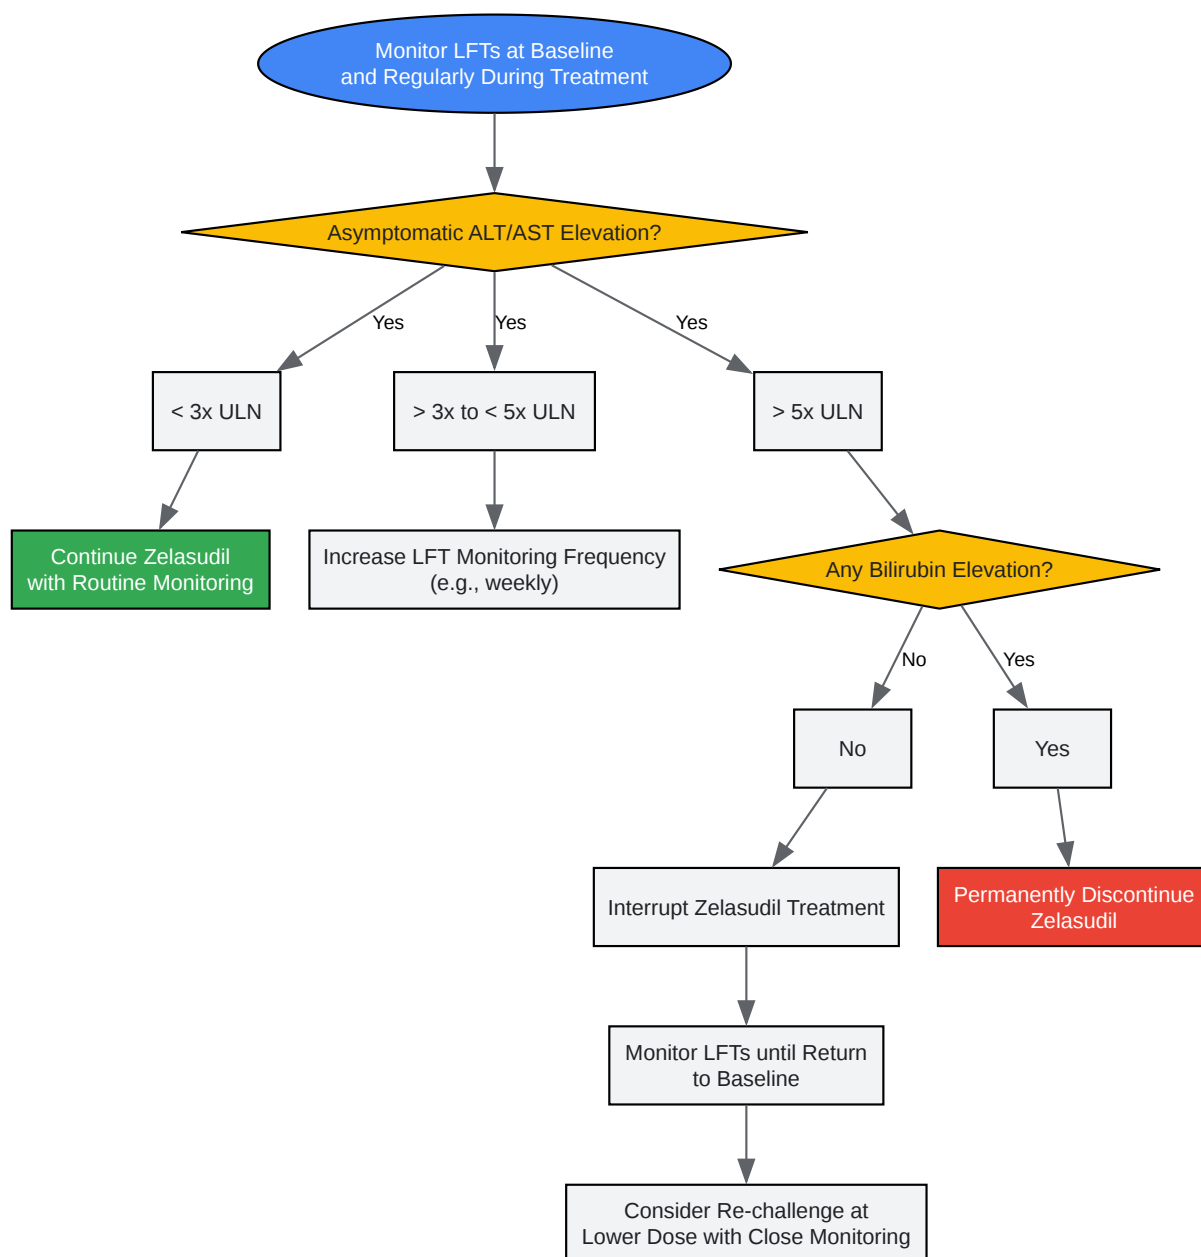 Monitor LFTs at Baseline
and Regularly During Treatment
Asymptomatic ALT/AST Elevation?
Yes
Yes
Yes
< 3x ULN
> 3x to < 5x ULN
> 5x ULN
Continue Zelasudil
with Routine Monitoring
Increase LFT Monitoring Frequency
(e.g., weekly)
Any Bilirubin Elevation?
No
Yes
No
Yes
Interrupt Zelasudil Treatment
Permanently Discontinue
Zelasudil
Monitor LFTs until Return
to Baseline
Consider Re-challenge at
Lower Dose with Close Monitoring